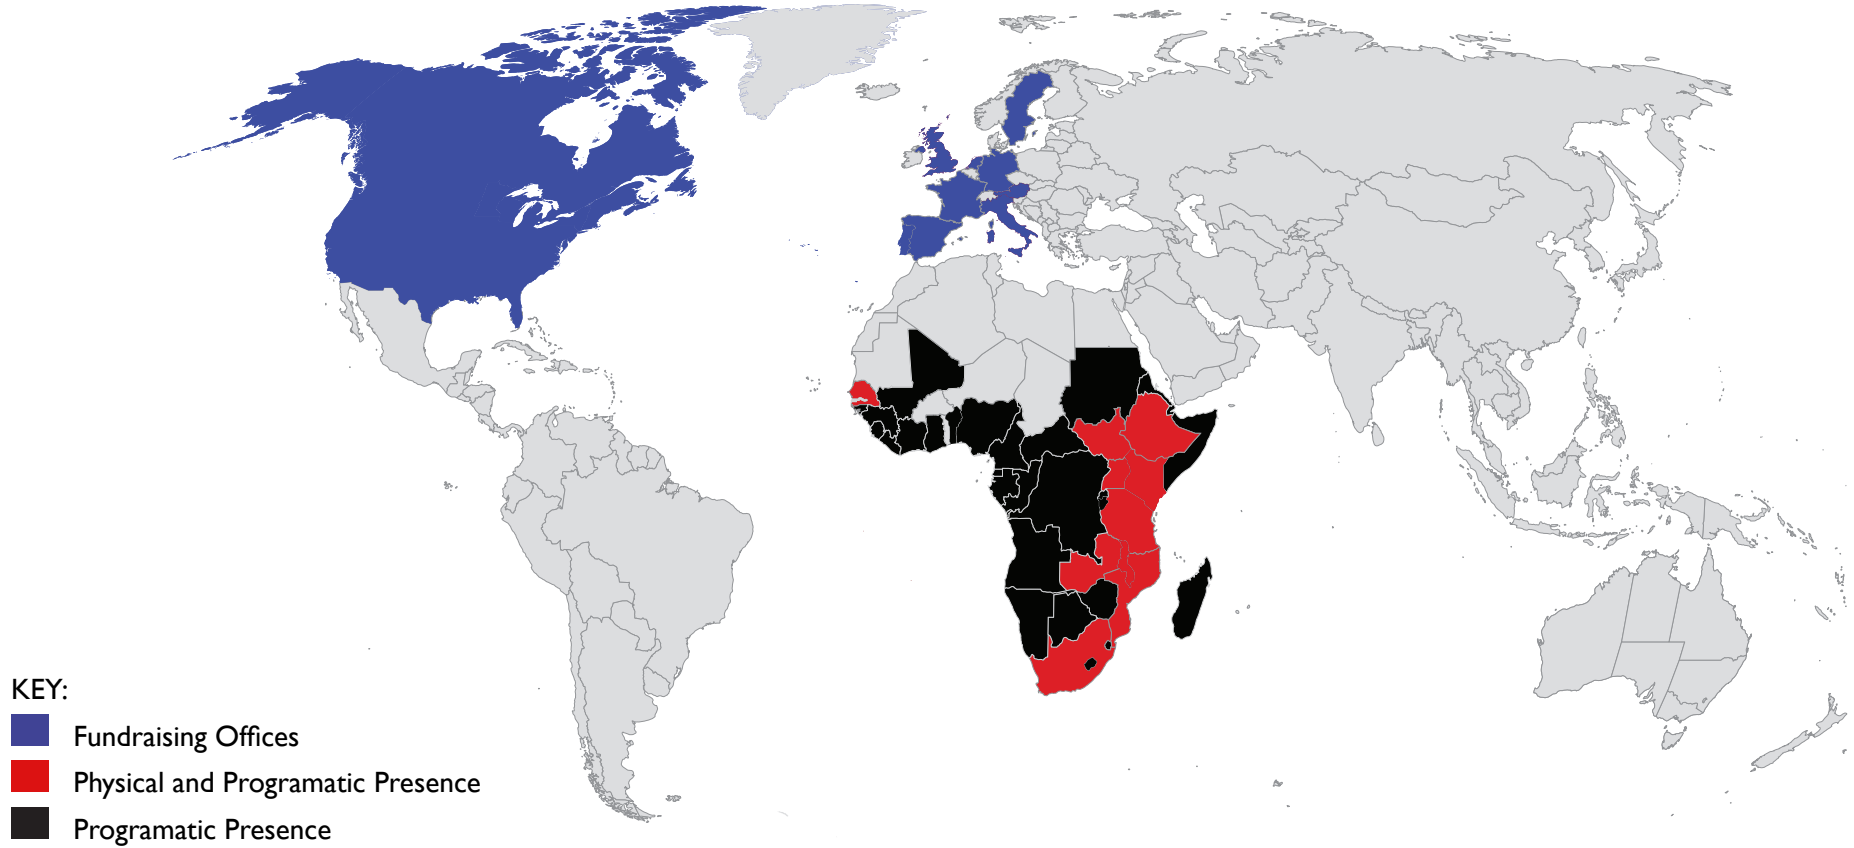 KEY:
Fundraising Offices
Physical and Programatic Presence
Programatic Presence